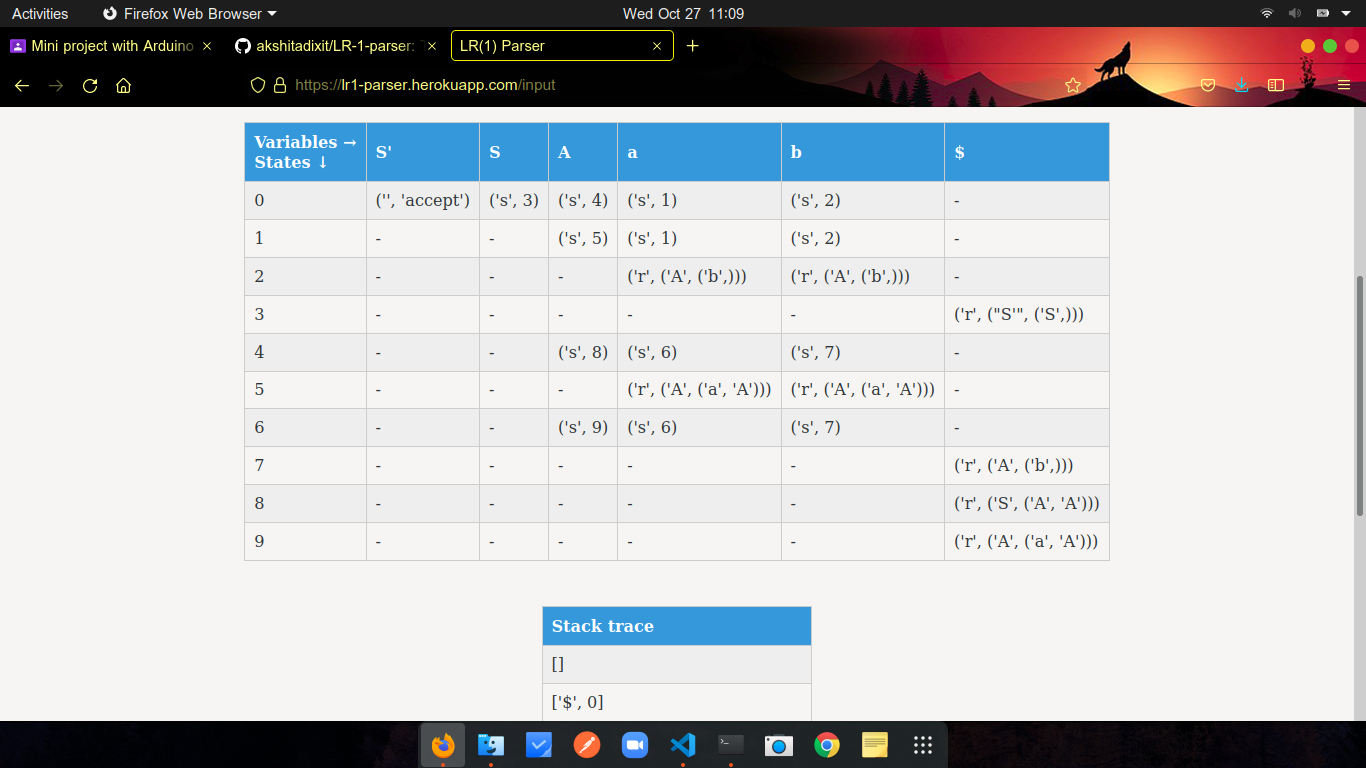 Activities Firefox Web Browser Wed Oct 27 11:09
Mini project with Arduino akshitadixit/LR-1-parser: LR(1) Parser
https://lr1-parser.herokuapp.com/input
Variables → S' S A a b $
States ↓
0 ('', 'accept') ('s', 3) ('s', 4) ('s', 1) ('s', 2) -
1 - - ('s', 5) ('s', 1) ('s', 2) -
2 - - - ('r', ('A', ('b',))) ('r', ('A', ('b',))) -
3 - - - - - ('r', ("S'", ('S',)))
4 - - ('s', 8) ('s', 6) ('s', 7) -
5 - - - ('r', ('A', ('a', 'A'))) ('r', ('A', ('a', 'A'))) -
6 - - ('s', 9) ('s', 6) ('s', 7) -
7 - - - - - ('r', ('A', ('b',)))
8 - - - - - ('r', ('S', ('A', 'A')))
9 - - - - - ('r', ('A', ('a', 'A')))
Stack trace
[]
['$', 0]